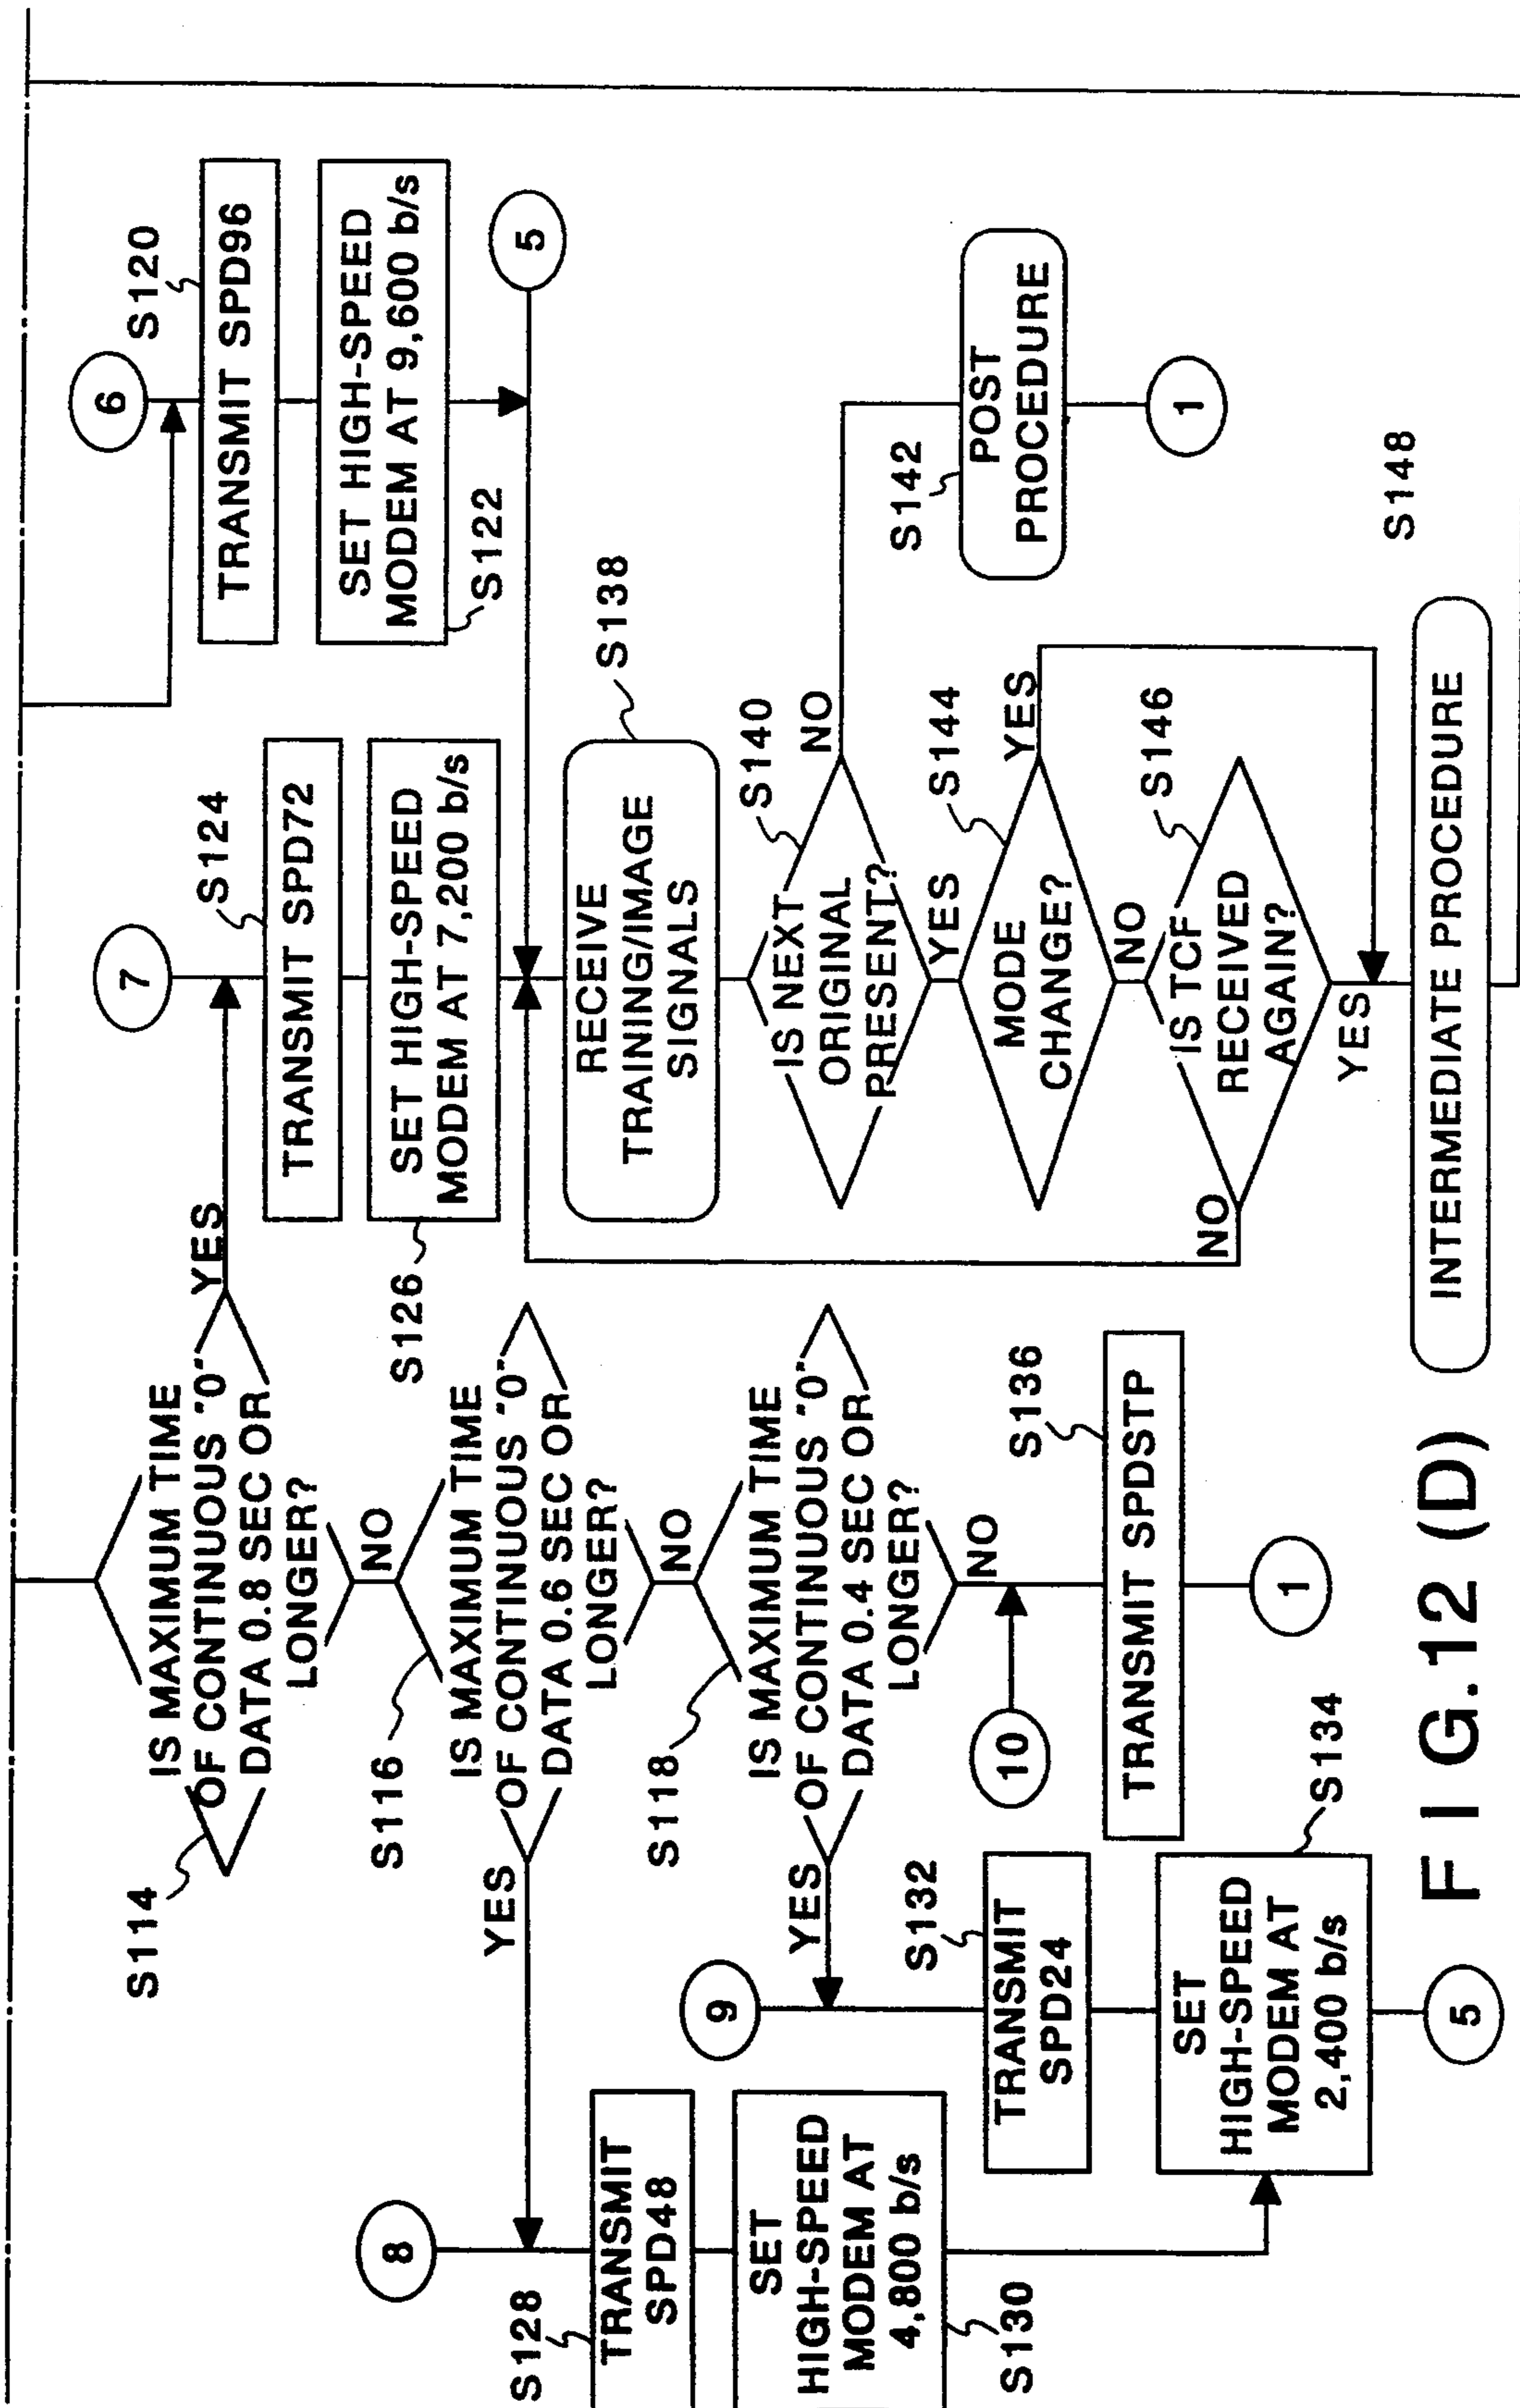 6
S120
TRANSMIT SPD96
SET HIGH-SPEED
MODEM AT 9,600 b/s
S122
5
7
S124
TRANSMIT SPD72
SET HIGH-SPEED
MODEM AT 7,200 b/s
S126
RECEIVE
TRAINING/IMAGE
SIGNALS
S138
IS NEXT
ORIGINAL
PRESENT?
S140
NO
YES
S142
POST
PROCEDURE
1
MODE
CHANGE?
S144
YES
NO
IS TCF
RECEIVED
AGAIN?
S146
NO
YES
S148
INTERMEDIATE PROCEDURE
S114
IS MAXIMUM TIME
OF CONTINUOUS "0"
DATA 0.8 SEC OR
LONGER?
YES
NO
S116
IS MAXIMUM TIME
OF CONTINUOUS "0"
DATA 0.6 SEC OR
LONGER?
YES
NO
S118
IS MAXIMUM TIME
OF CONTINUOUS "0"
DATA 0.4 SEC OR
LONGER?
YES
NO
10
S136
TRANSMIT SPDSTP
1
8
S128
TRANSMIT
SPD48
SET
HIGH-SPEED
MODEM AT
4,800 b/s
S130
9
S132
TRANSMIT
SPD24
SET
HIGH-SPEED
MODEM AT
2,400 b/s
S134
5
FIG.12 (D)